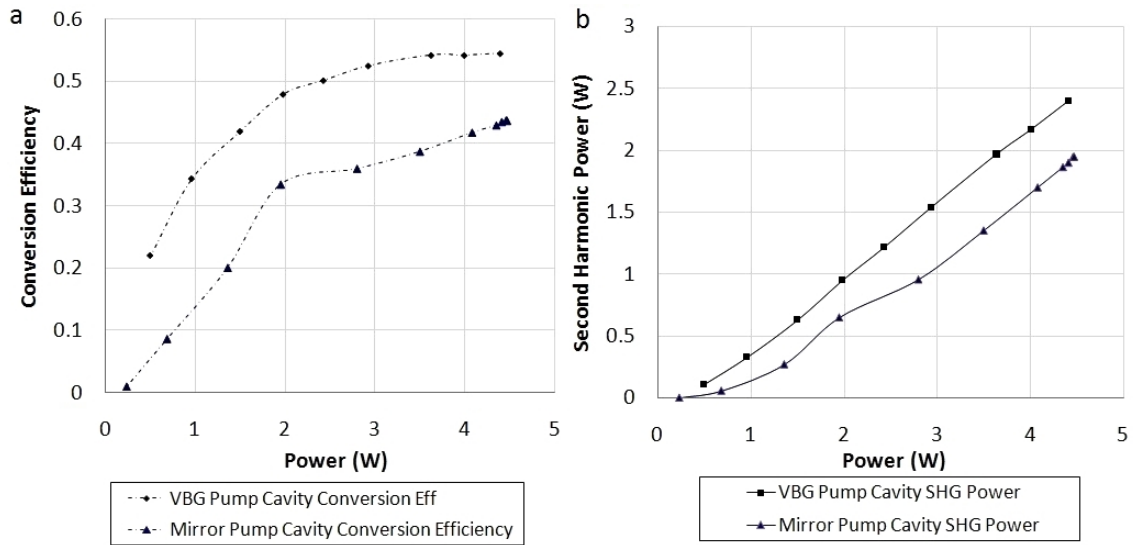 a
0.6
0.5
0.4
0.3
0.2
0.1
0
Conversion Efficiency
0 1 2 3 4 5
Power (W)
VBG Pump Cavity Conversion Eff
Mirror Pump Cavity Conversion Efficiency
b
3
2.5
2
1.5
1
0.5
0
Second Harmonic Power (W)
0 1 2 3 4 5
Power (W)
VBG Pump Cavity SHG Power
Mirror Pump Cavity SHG Power